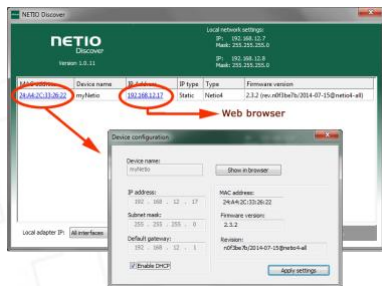 NETIO Discover
NETIO
Discover
Version 1.0.11
Local network settings:
IP: 192.168.12.7
Mask: 255.255.255.0
IP: 192.168.12.8
Mask: 255.255.255.0
MAC address Device name IP Address IP type Type Firmware version
24:A4:2C:33:26:22 myNetio 192.168.12.17 Static Netio4 2.3.2 (rev.n0f3ba7b/2014-07-15@netio4-all)
Web browser
Device configuration
Device name:
myNetio
Show in browser
IP address: MAC address:
192 . 168 . 12 . 17 24:A4:2C:33:26:22
Subnet mask: Firmware version:
255 . 255 . 255 . 0 2.3.2
Default gateway: Revision:
192 . 168 . 12 . 1 n0f3ba7b/2014-07-15@netio4-all
Local adapter IP: All interfaces
Enable DHCP
Apply settings